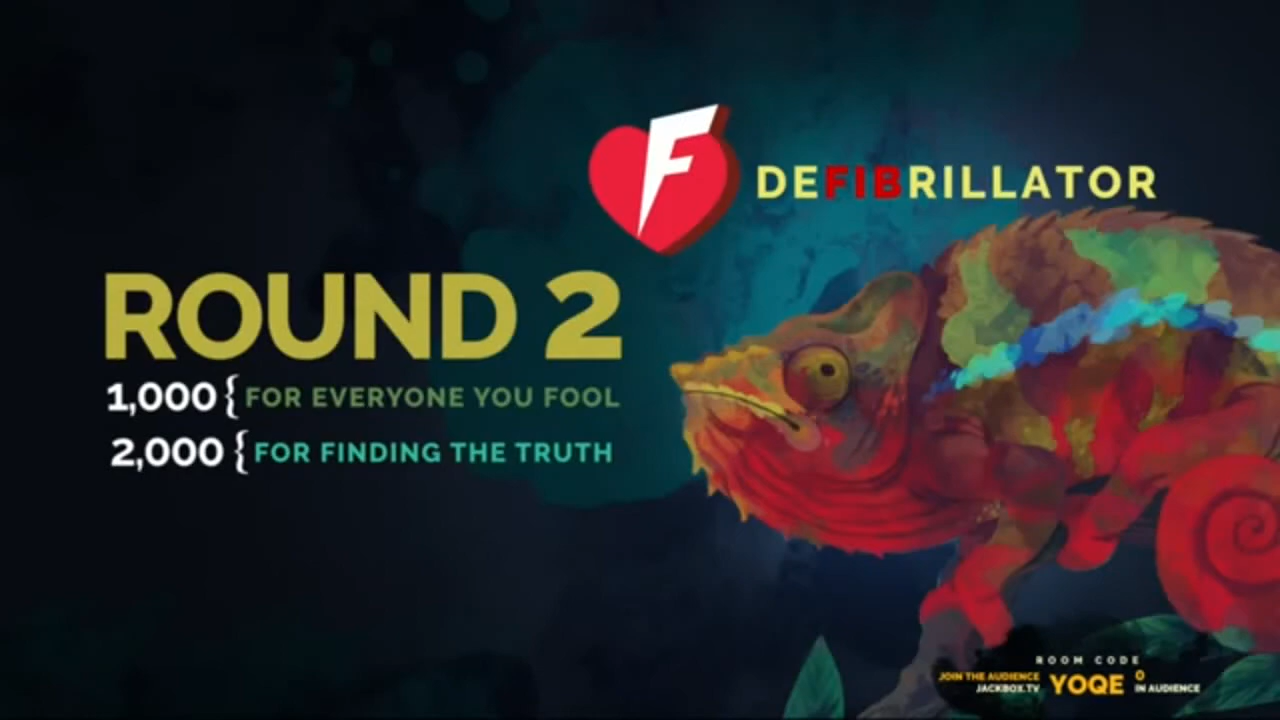 F
DEFIBRILLATOR
ROUND 2
1,000 { FOR EVERYONE YOU FOOL
2,000 { FOR FINDING THE TRUTH
ROOM CODE
JOIN THE AUDIENCE
JACKBOX.TV
YOQE
0
IN AUDIENCE